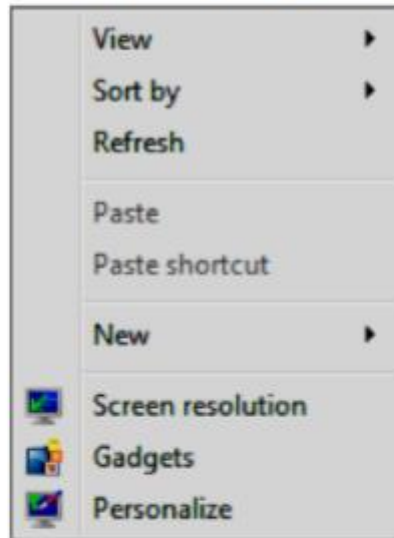 View
Sort by
Refresh
Paste
Paste shortcut
New
Screen resolution
Gadgets
Personalize